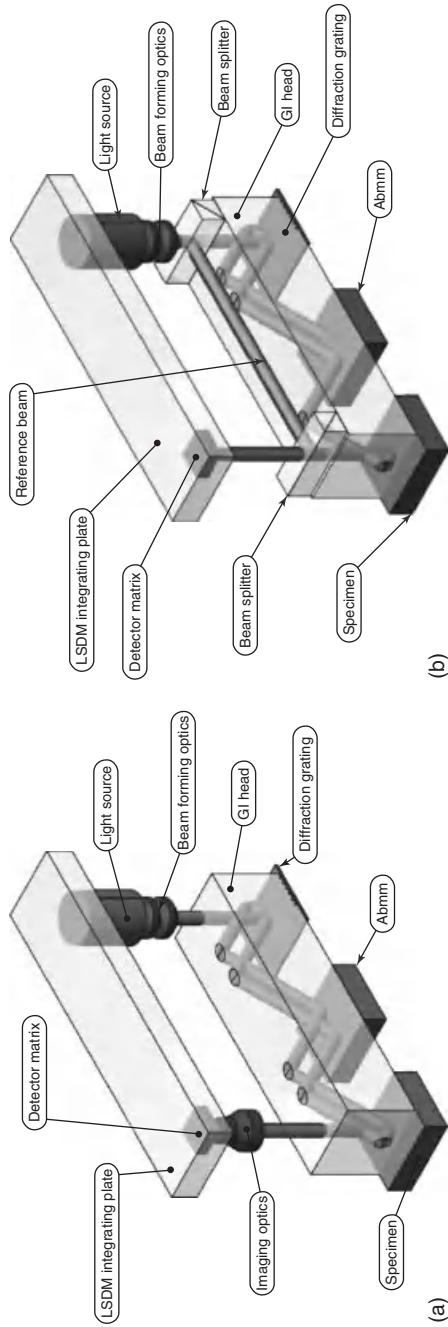 (a)
LSDM integrating plate
Detector matrix
Light source
Beam forming optics
GI head
Diffraction grating
Abmm
Imaging optics
Specimen
(b)
Reference beam
LSDM integrating plate
Detector matrix
Light source
Beam forming optics
Beam splitter
GI head
Diffraction grating
Abmm
Beam splitter
Specimen